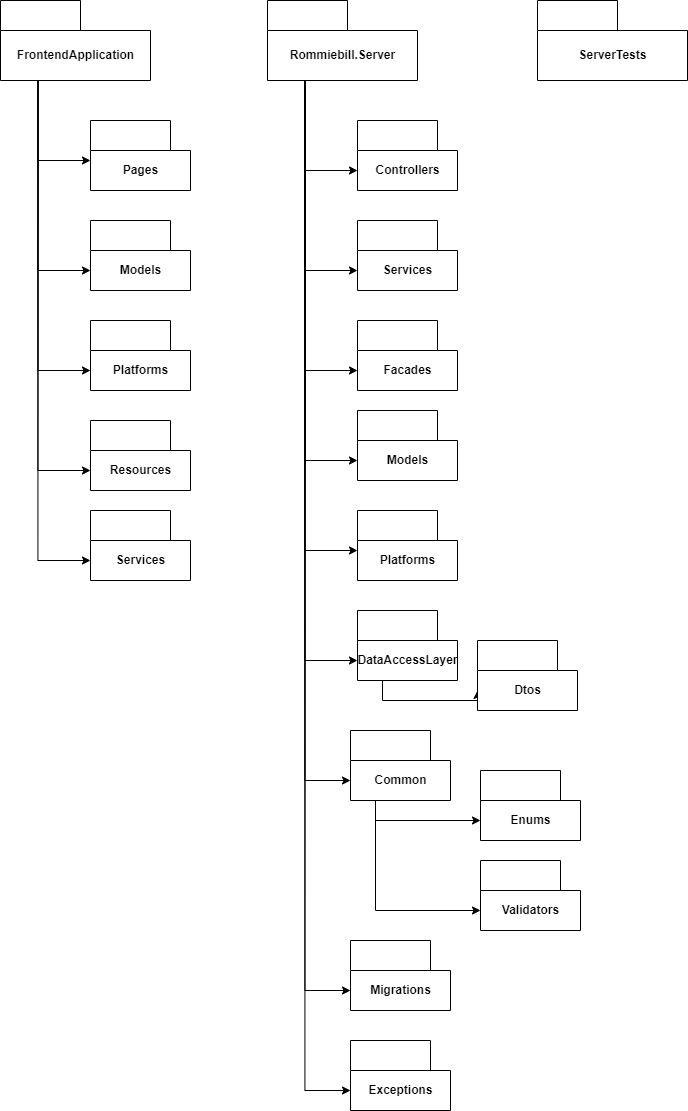 FrontendApplication
Rommiebill.Server
ServerTests
Pages
Controllers
Models
Services
Platforms
Facades
Resources
Models
Services
Platforms
DataAccessLayer
Dtos
Common
Enums
Validators
Migrations
Exceptions